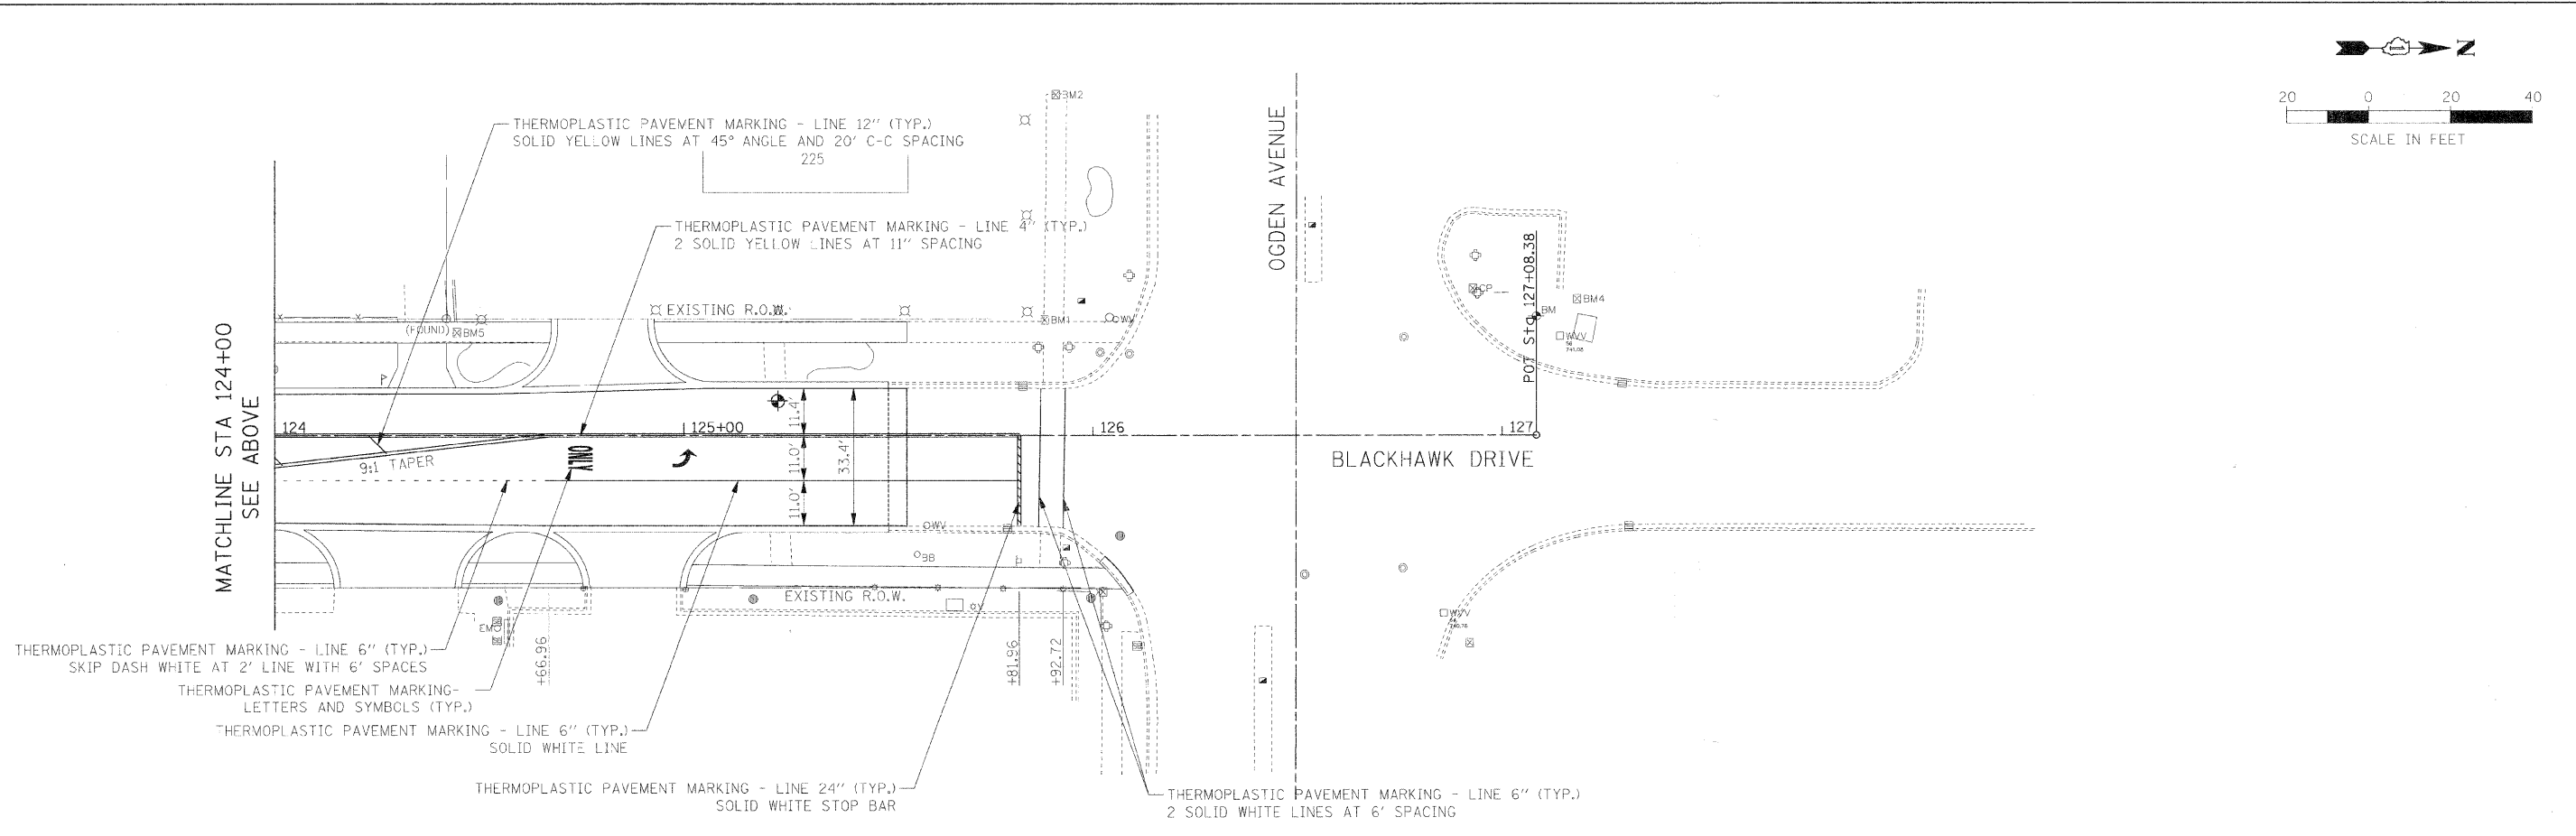 N
20 0 20 40
SCALE IN FEET
THERMOPLASTIC PAVEMENT MARKING - LINE 12" (TYP.)
SOLID YELLOW LINES AT 45° ANGLE AND 20' C-C SPACING
225
BM2
OGDEN AVENUE
THERMOPLASTIC PAVEMENT MARKING - LINE 4" (TYP.)
2 SOLID YELLOW LINES AT 11" SPACING
EXISTING R.O.W.
(FOUND)
BM5
BM1
WV
CP
BM4
BM
WVV
POT Sta 127+08.38
MATCHLINE STA 124+00
SEE ABOVE
124
125+00
126
127
11.4'
11.0'
11.0'
33.4'
9:1 TAPER
ONLY
BLACKHAWK DRIVE
WV
BB
EXISTING R.O.W.
EMO
WVV
+66.96
+81.96
+92.72
THERMOPLASTIC PAVEMENT MARKING - LINE 6" (TYP.)
SKIP DASH WHITE AT 2' LINE WITH 6' SPACES
THERMOPLASTIC PAVEMENT MARKING-
LETTERS AND SYMBOLS (TYP.)
THERMOPLASTIC PAVEMENT MARKING - LINE 6" (TYP.)
SOLID WHITE LINE
THERMOPLASTIC PAVEMENT MARKING - LINE 24" (TYP.)
SOLID WHITE STOP BAR
THERMOPLASTIC PAVEMENT MARKING - LINE 6" (TYP.)
2 SOLID WHITE LINES AT 6' SPACING